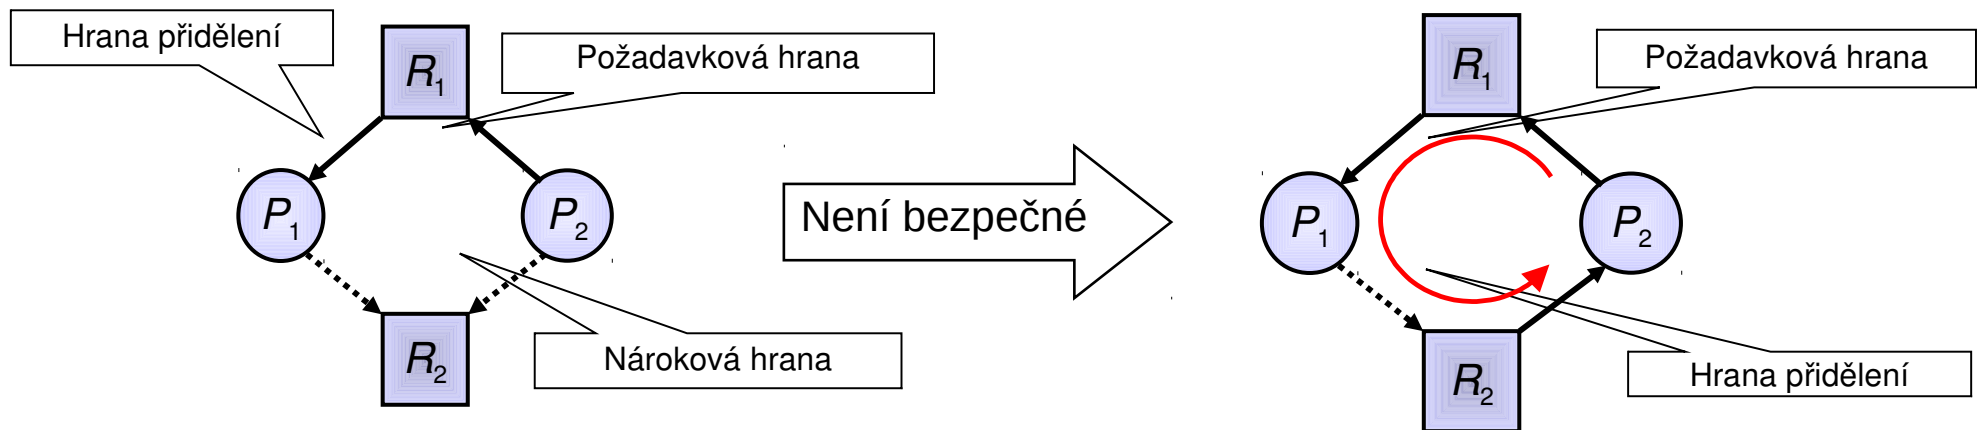 Hrana přidělení
R1
Požadavková hrana
P1
P2
R2
Nároková hrana
Není bezpečné
R1
Požadavková hrana
P1
P2
R2
Hrana přidělení